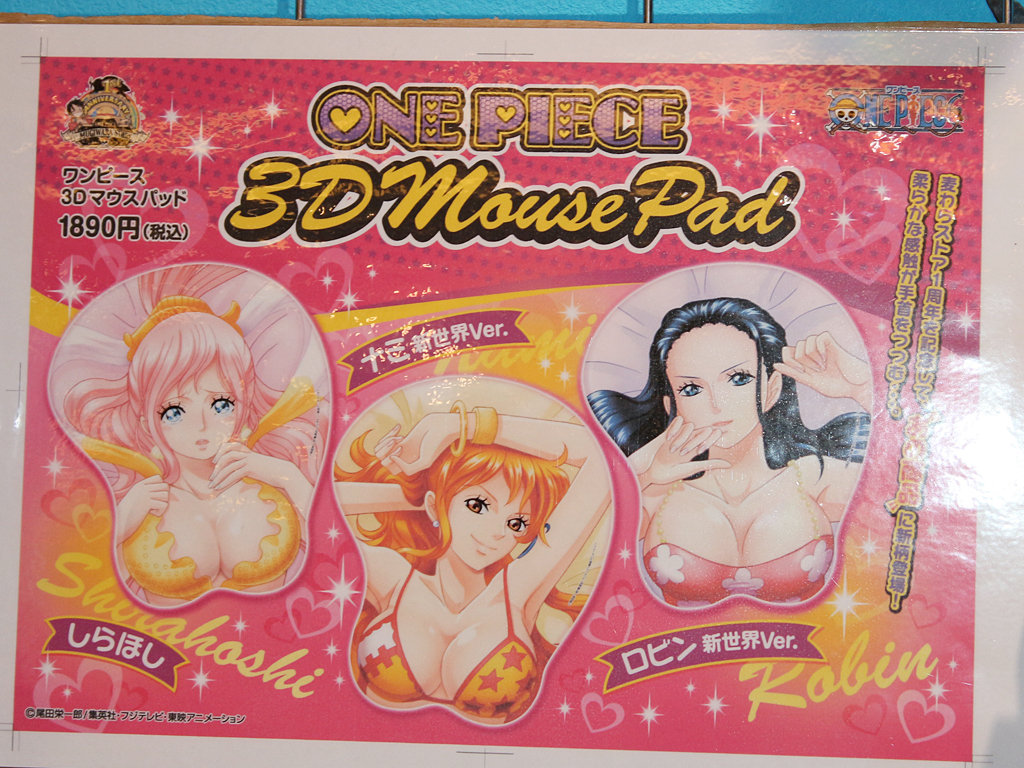 1st
ANNIVERSARY
ONE PIECE
ワンピース
ONE PIECE
ワンピース
3Dマウスパッド
1890円(税込)
3D Mouse Pad
麦わらストア1周年を記念して、
柔らかな感触が手首をつつむ
に新柄登場!
ナミ 新世界Ver.
Nami
Shirahoshi
しらほし
ロビン 新世界Ver.
Robin
©尾田栄一郎/集英社・フジテレビ・東映アニメーション